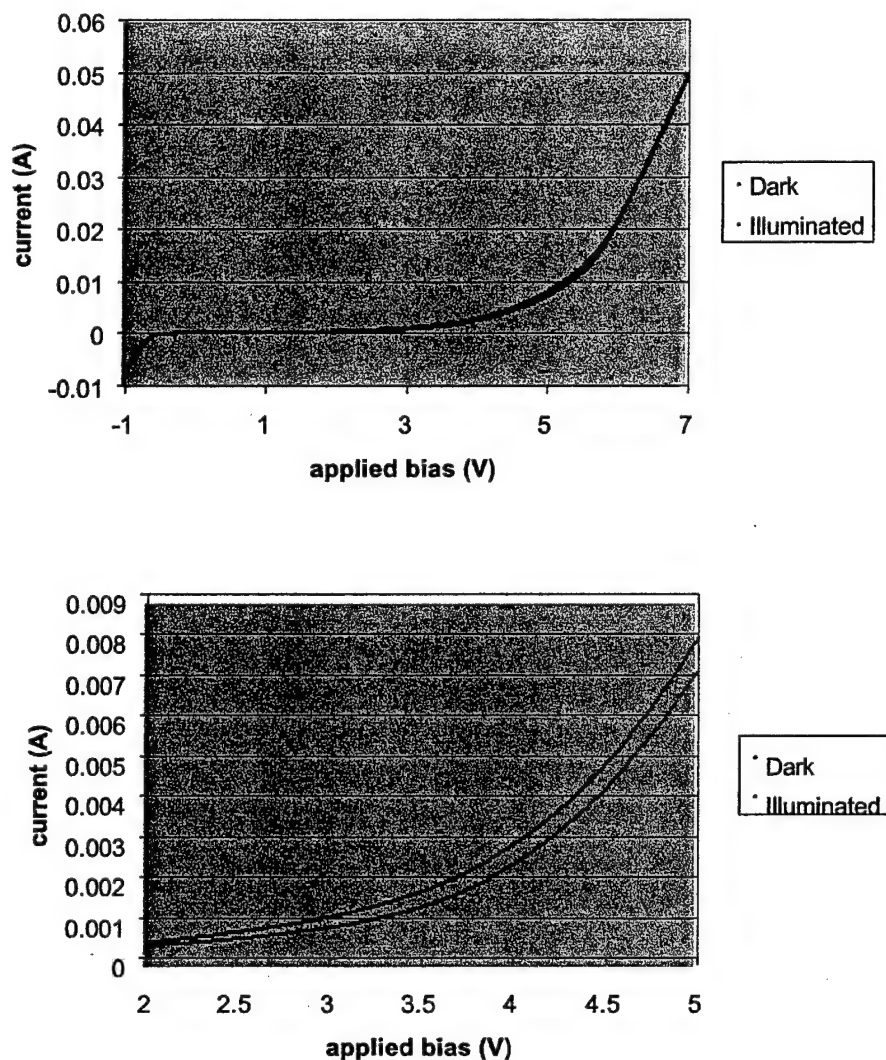 0.06
0.05
0.04
0.03
0.02
0.01
0
-0.01
current (A)
-1 1 3 5 7
applied bias (V)
Dark
Illuminated
0.009
0.008
0.007
0.006
0.005
0.004
0.003
0.002
0.001
0
current (A)
2 2.5 3 3.5 4 4.5 5
applied bias (V)
Dark
Illuminated